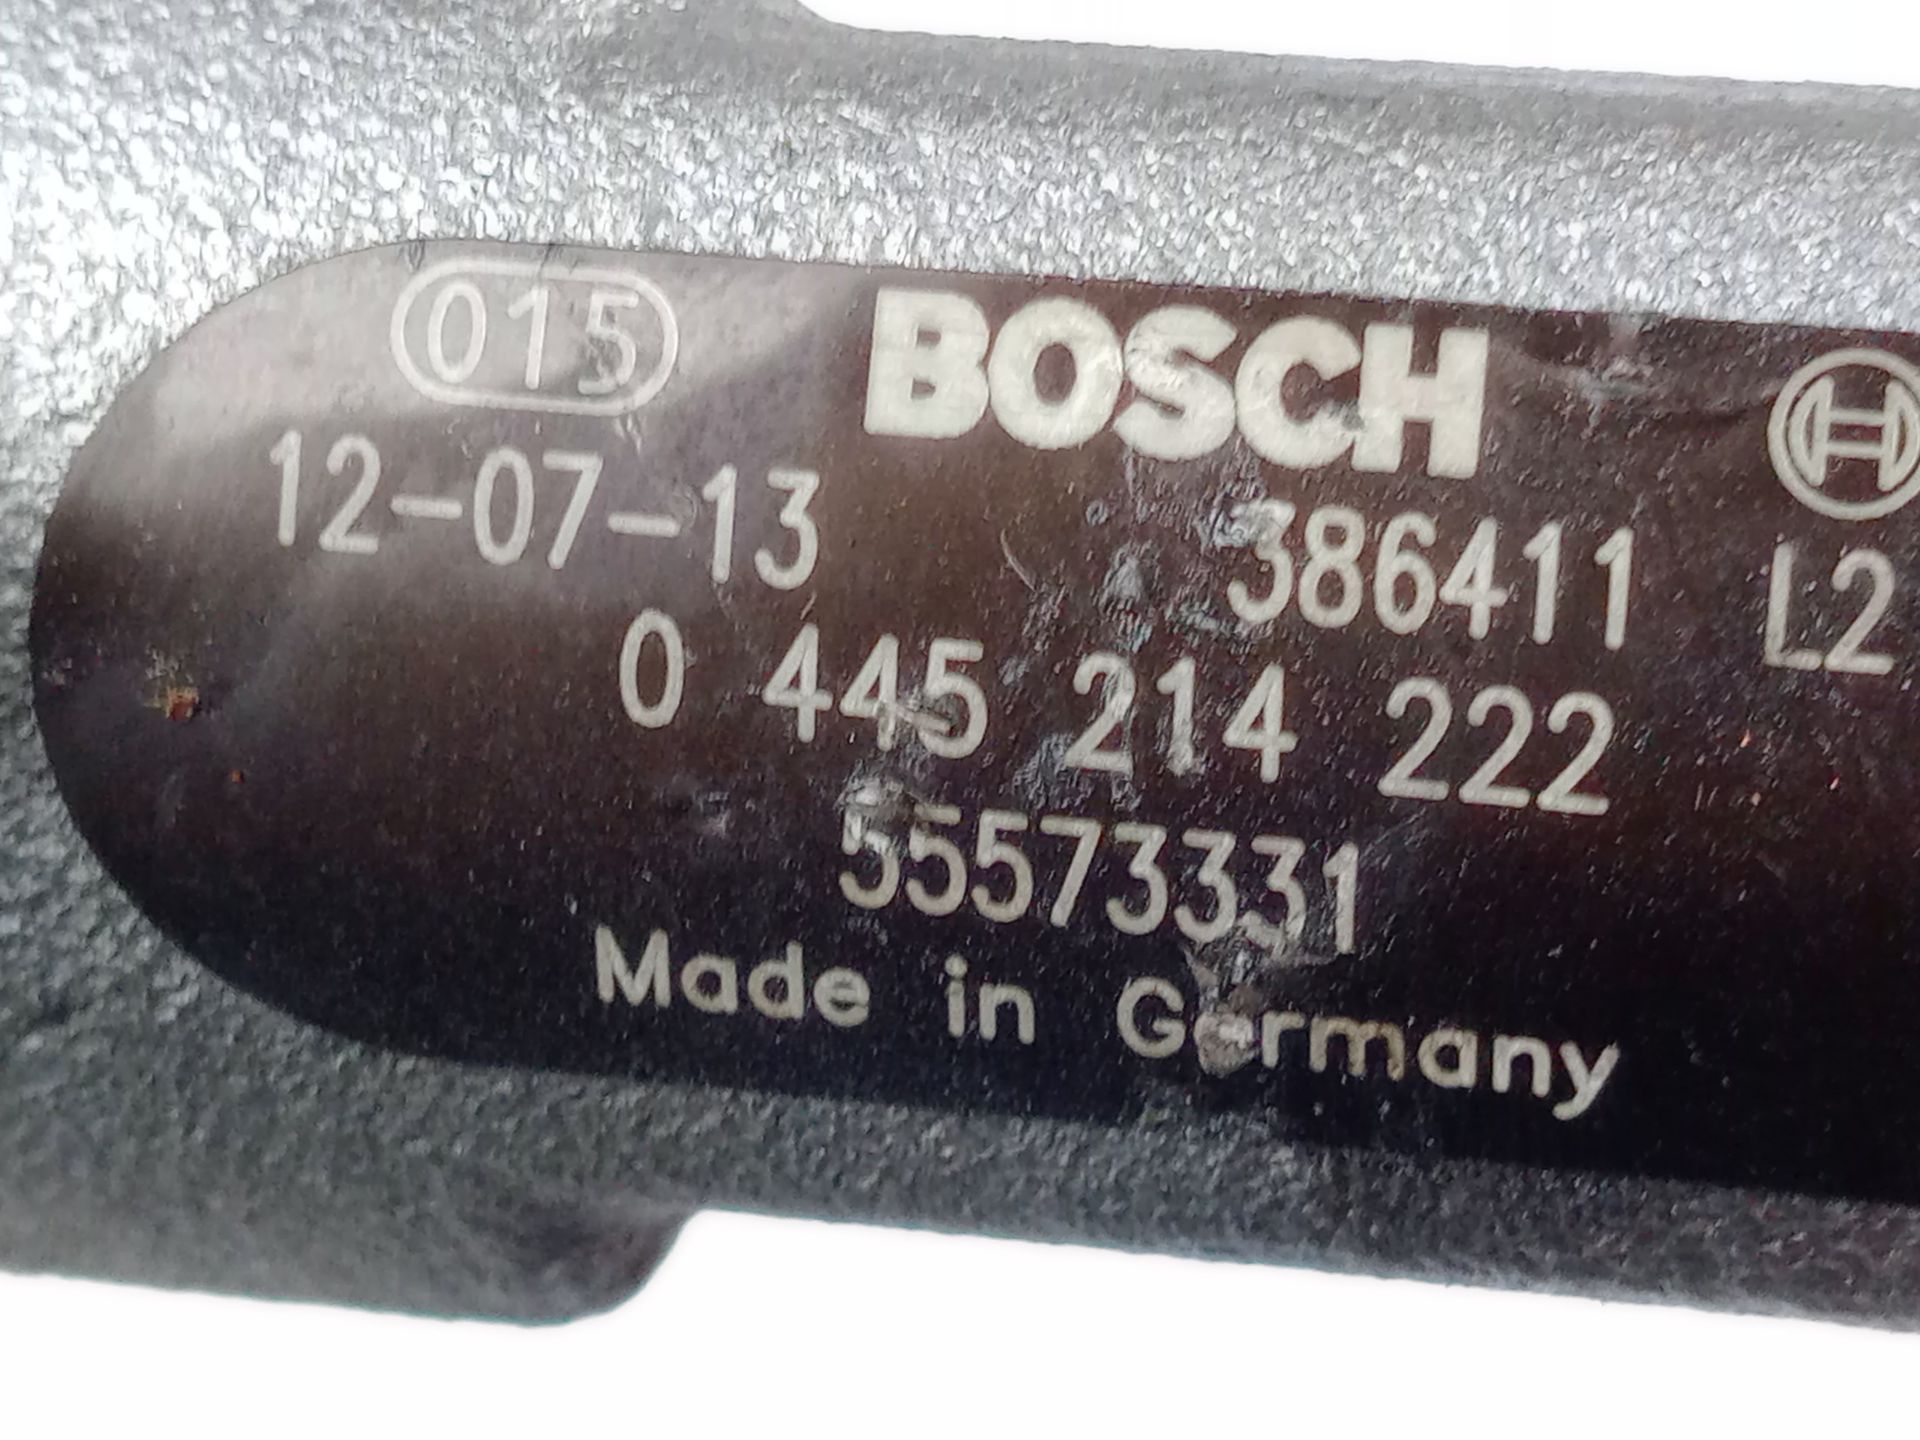 015 BOSCH
12-07-13 386411 L2
0 445 214 222
55573331
Made in Germany